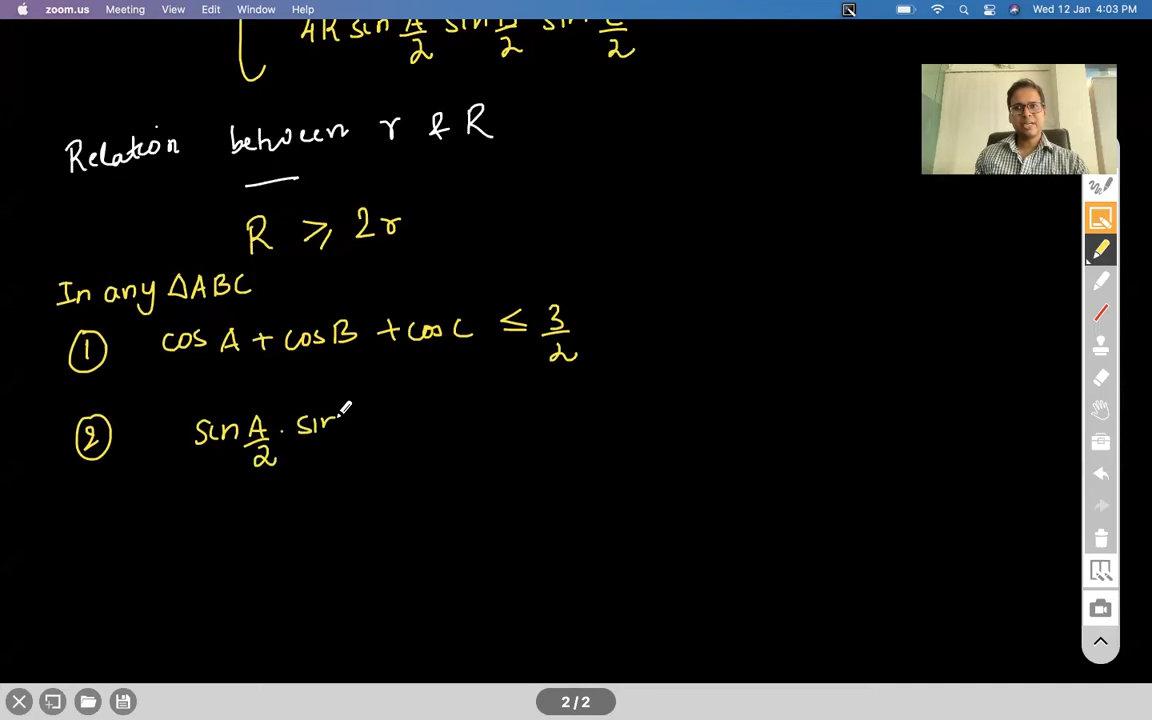 zoom.us Meeting View Edit Window Help Wed 12 Jan 4:03 PM
4R sin A/2 sin B/2 sin C/2
Relation between r & R
R ⩾ 2r
In any △ABC
① cos A + cos B + cos C ≤ 3/2
② sin A/2 · sin
2 / 2